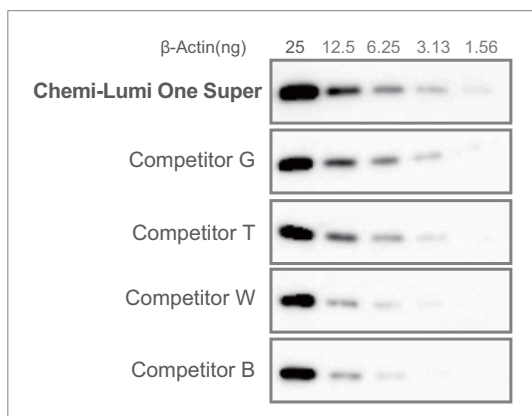 β-Actin(ng) 25 12.5 6.25 3.13 1.56
Chemi-Lumi One Super
Competitor G
Competitor T
Competitor W
Competitor B